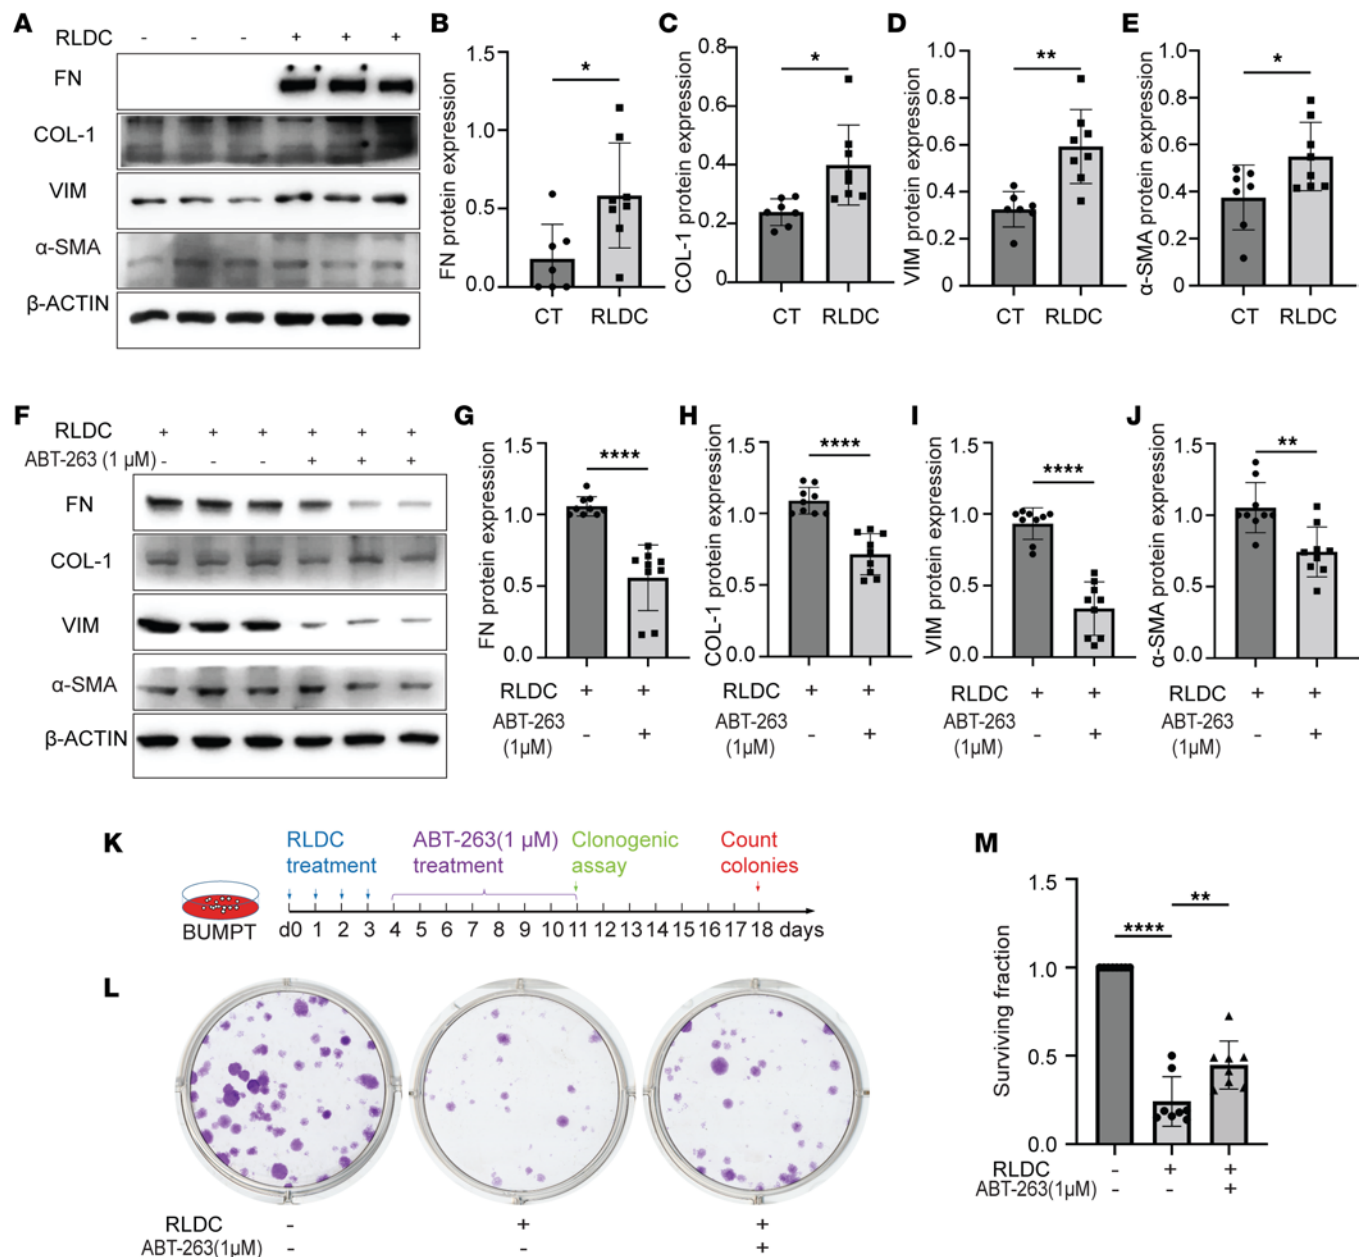 A
RLDC - - - + + +
FN
COL-1
VIM
α-SMA
β-ACTIN
B
FN protein expression
1.5
1.0
0.5
0.0
*
CT RLDC
C
COL-1 protein expression
0.8
0.6
0.4
0.2
0
*
CT RLDC
D
VIM protein expression
1.0
0.8
0.6
0.4
0.2
0
**
CT RLDC
E
α-SMA protein expression
1.0
0.8
0.6
0.4
0.2
0
*
CT RLDC
F
RLDC + + + + + +
ABT-263 (1 μM) - - - + + +
FN
COL-1
VIM
α-SMA
β-ACTIN
G
FN protein expression
1.5
1.0
0.5
0.0
****
RLDC + +
ABT-263 - +
(1μM)
H
COL-1 protein expression
1.5
1.0
0.5
0.0
****
RLDC + +
ABT-263 - +
(1μM)
I
VIM protein expression
1.5
1.0
0.5
0.0
****
RLDC + +
ABT-263 - +
(1μM)
J
α-SMA protein expression
1.5
1.0
0.5
0.0
**
RLDC + +
ABT-263 - +
(1μM)
K
RLDC
treatment
ABT-263(1 μM)
treatment
Clonogenic
assay
Count
colonies
BUMPT
d0 1 2 3 4 5 6 7 8 9 10 11 12 13 14 15 16 17 18 days
L
RLDC - + +
ABT-263(1μM) - - +
M
Surviving fraction
1.5
1.0
0.5
0.0
****
**
RLDC - + +
ABT-263(1μM) - - +